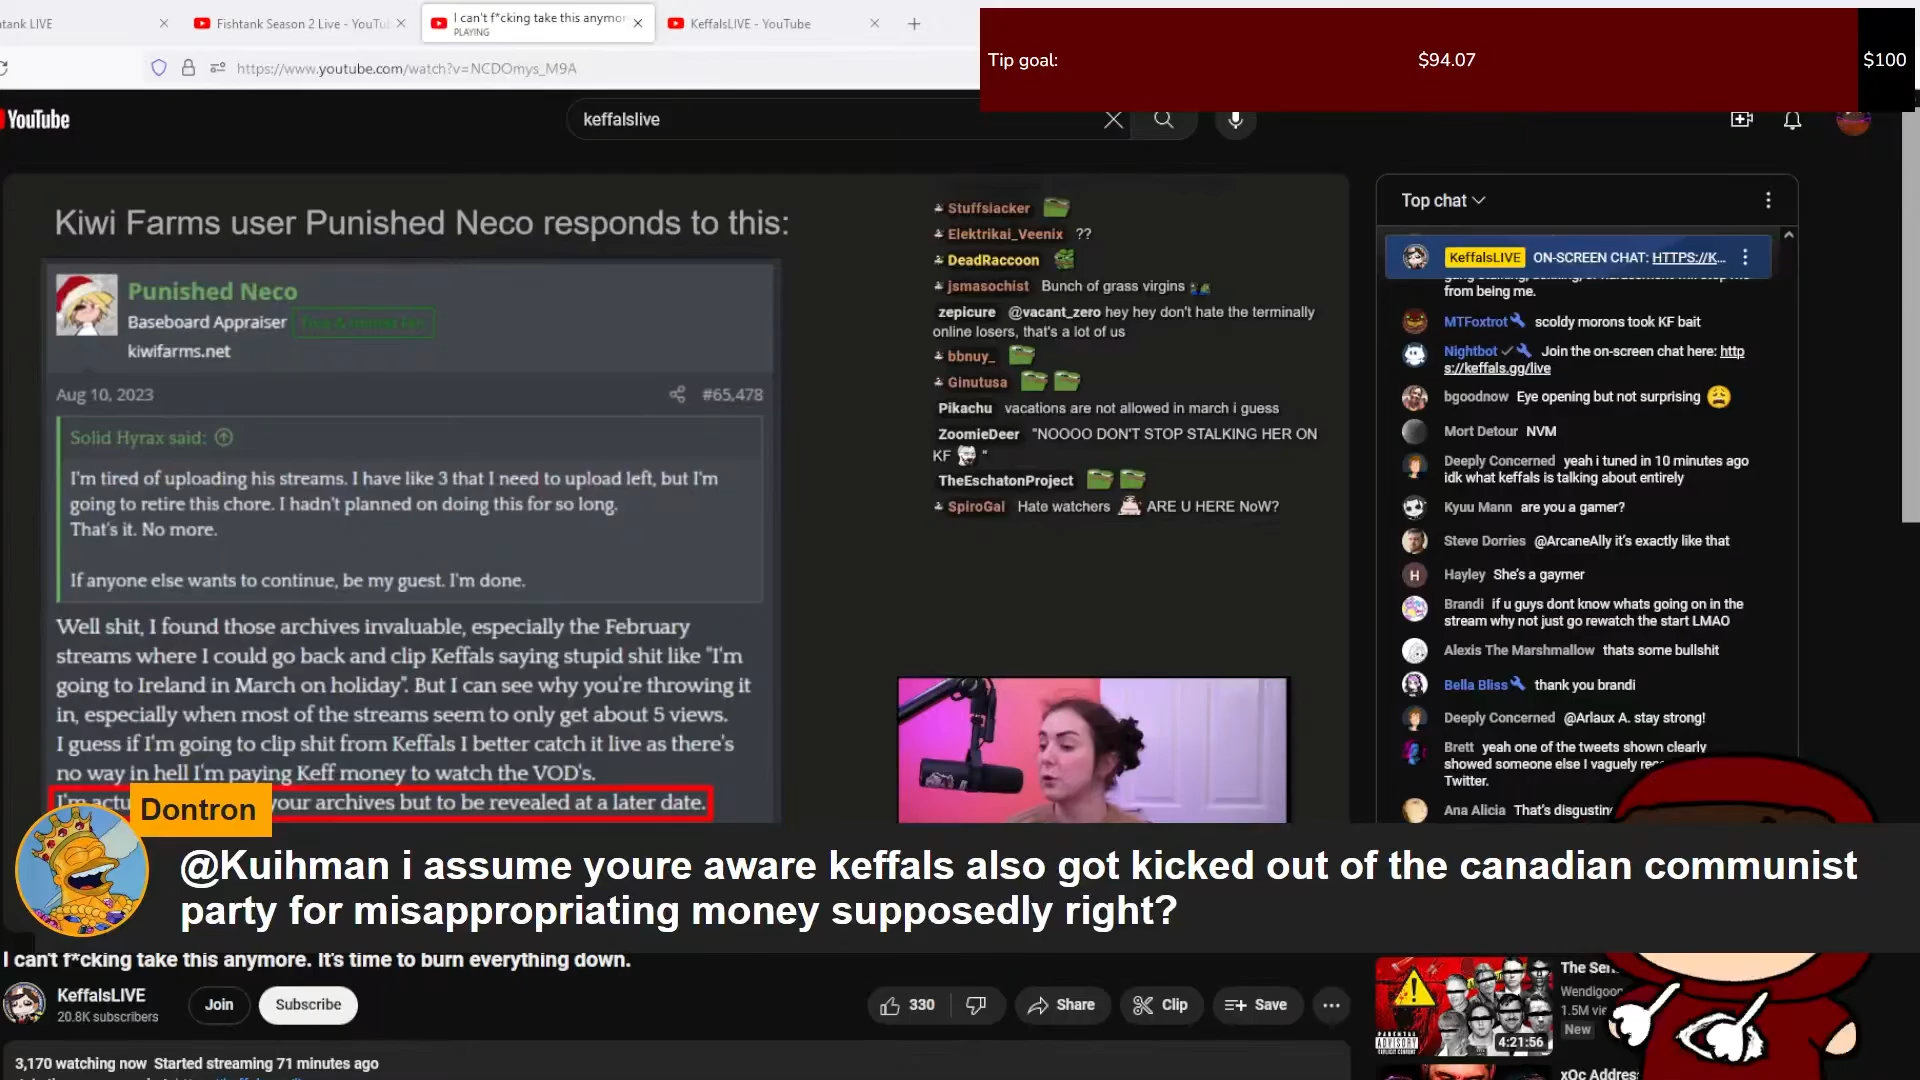 tank LIVE
Fishtank Season 2 Live - YouTu
I can't f*cking take this anymor
PLAYING
KeffalsLIVE - YouTube
https://www.youtube.com/watch?v=NCDOmys_M9A
Tip goal:
$94.07
$100
YouTube
keffalslive
Kiwi Farms user Punished Neco responds to this:
Punished Neco
Baseboard Appraiser
kiwifarms.net
Aug 10, 2023
#65,478
Solid Hyrax said:
I'm tired of uploading his streams. I have like 3 that I need to upload left, but I'm
going to retire this chore. I hadn't planned on doing this for so long.
That's it. No more.
If anyone else wants to continue, be my guest. I'm done.
Well shit, I found those archives invaluable, especially the February
streams where I could go back and clip Keffals saying stupid shit like "I'm
going to Ireland in March on holiday". But I can see why you're throwing it
in, especially when most of the streams seem to only get about 5 views.
I guess if I'm going to clip shit from Keffals I better catch it live as there's
no way in hell I'm paying Keff money to watch the VOD's.
I'm actu your archives but to be revealed at a later date.
Stuffsiacker
Elektrikai_Veenix ??
DeadRaccoon
jsmasochist Bunch of grass virgins
zepicure @vacant_zero hey hey don't hate the terminally
online losers, that's a lot of us
bbnuy_
Ginutusa
Pikachu vacations are not allowed in march i guess
ZoomieDeer "NOOOO DON'T STOP STALKING HER ON
KF "
TheEschatonProject
SpiroGal Hate watchers ARE U HERE NoW?
Top chat
KeffalsLIVE ON-SCREEN CHAT: HTTPS://K...
from being me.
MTFoxtrot scoldy morons took KF bait
Nightbot Join the on-screen chat here: http
s://keffals.gg/live
bgoodnow Eye opening but not surprising
Mort Detour NVM
Deeply Concerned yeah i tuned in 10 minutes ago
idk what keffals is talking about entirely
Kyuu Mann are you a gamer?
Steve Dorries @ArcaneAlly it's exactly like that
H Hayley She's a gaymer
Brandi if u guys dont know whats going on in the
stream why not just go rewatch the start LMAO
Alexis The Marshmallow thats some bullshit
Bella Bliss thank you brandi
Deeply Concerned @Arlaux A. stay strong!
Brett yeah one of the tweets shown clearly
showed someone else I vaguely rec
Twitter.
Ana Alicia That's disgustin
Dontron
@Kuihman i assume youre aware keffals also got kicked out of the canadian communist
party for misappropriating money supposedly right?
I can't f*cking take this anymore. It's time to burn everything down.
KeffalsLIVE
20.8K subscribers
Join
Subscribe
330
Share
Clip
Save
3,170 watching now Started streaming 71 minutes ago
The Ser
Wendigoon
1.5M vie
New
PARENTAL
ADVISORY
EXPLICIT CONTENT
4:21:56
xQc Address